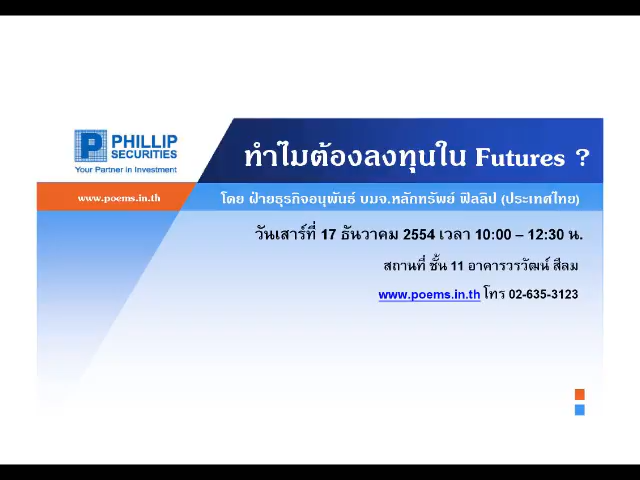 PHILLIP
SECURITIES
Your Partner in Investment
ทำไมต้องลงทุนใน Futures ?
www.poems.in.th
โดย ฝ่ายธุรกิจอนุพันธ์ บมจ.หลักทรัพย์ ฟิลลิป (ประเทศไทย)
วันเสาร์ที่ 17 ธันวาคม 2554 เวลา 10:00 – 12:30 น.
สถานที่ ชั้น 11 อาคารวรวัฒน์ สีลม
www.poems.in.th โทร 02-635-3123